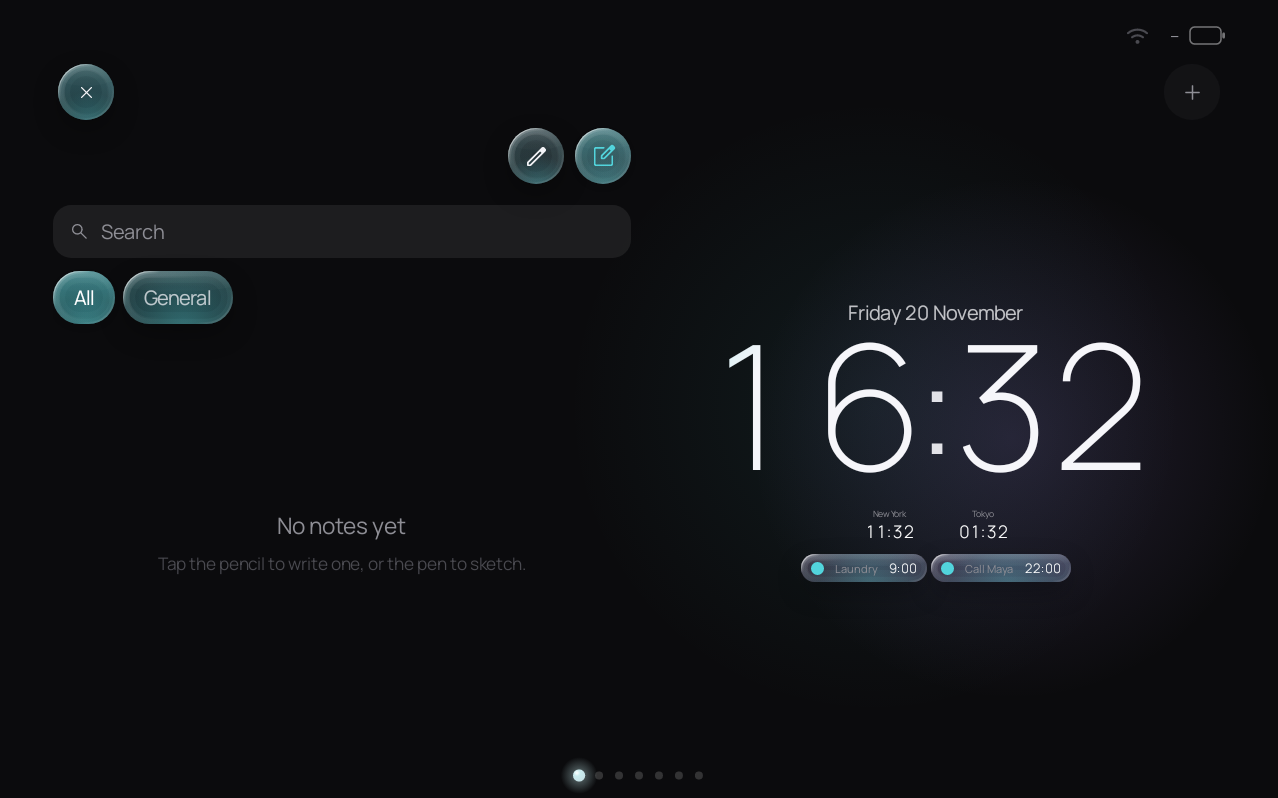 –
Search
All General
No notes yet
Tap the pencil to write one, or the pen to sketch.
Friday 20 November
16:32
New York Tokyo
11:32 01:32
Laundry 9:00 Call Maya 22:00